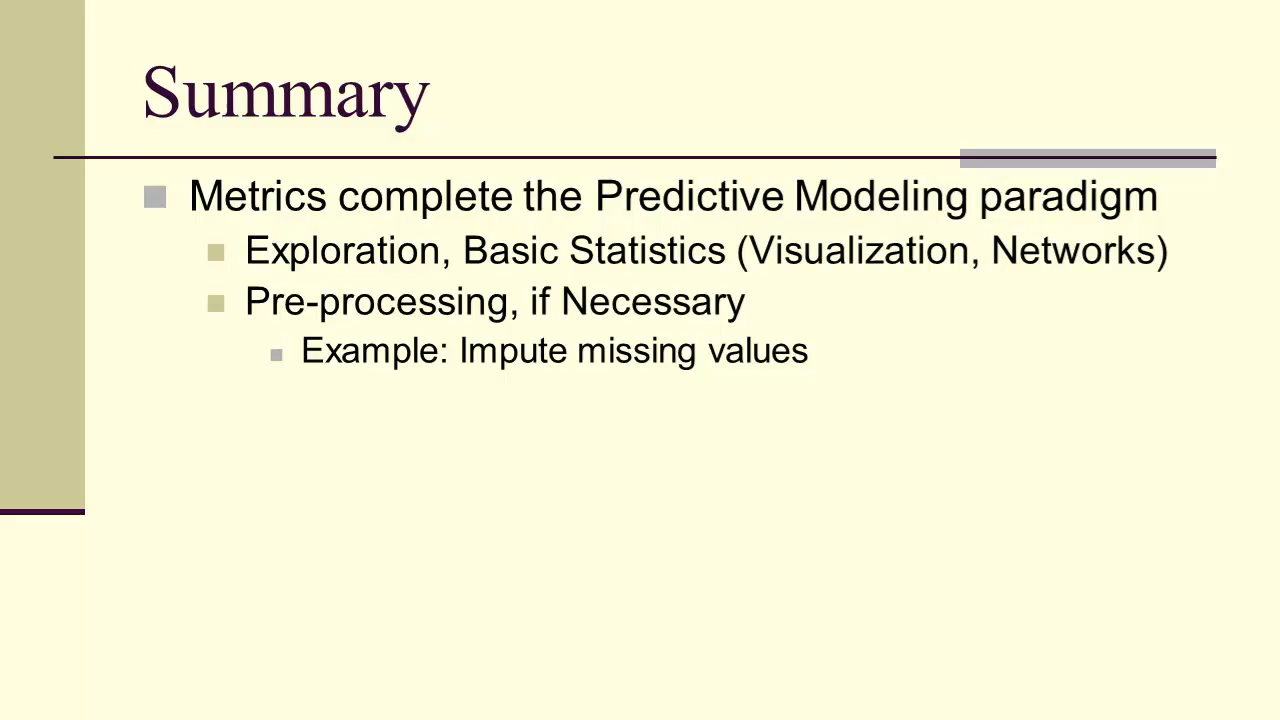 Summary
Metrics complete the Predictive Modeling paradigm
Exploration, Basic Statistics (Visualization, Networks)
Pre-processing, if Necessary
Example: Impute missing values